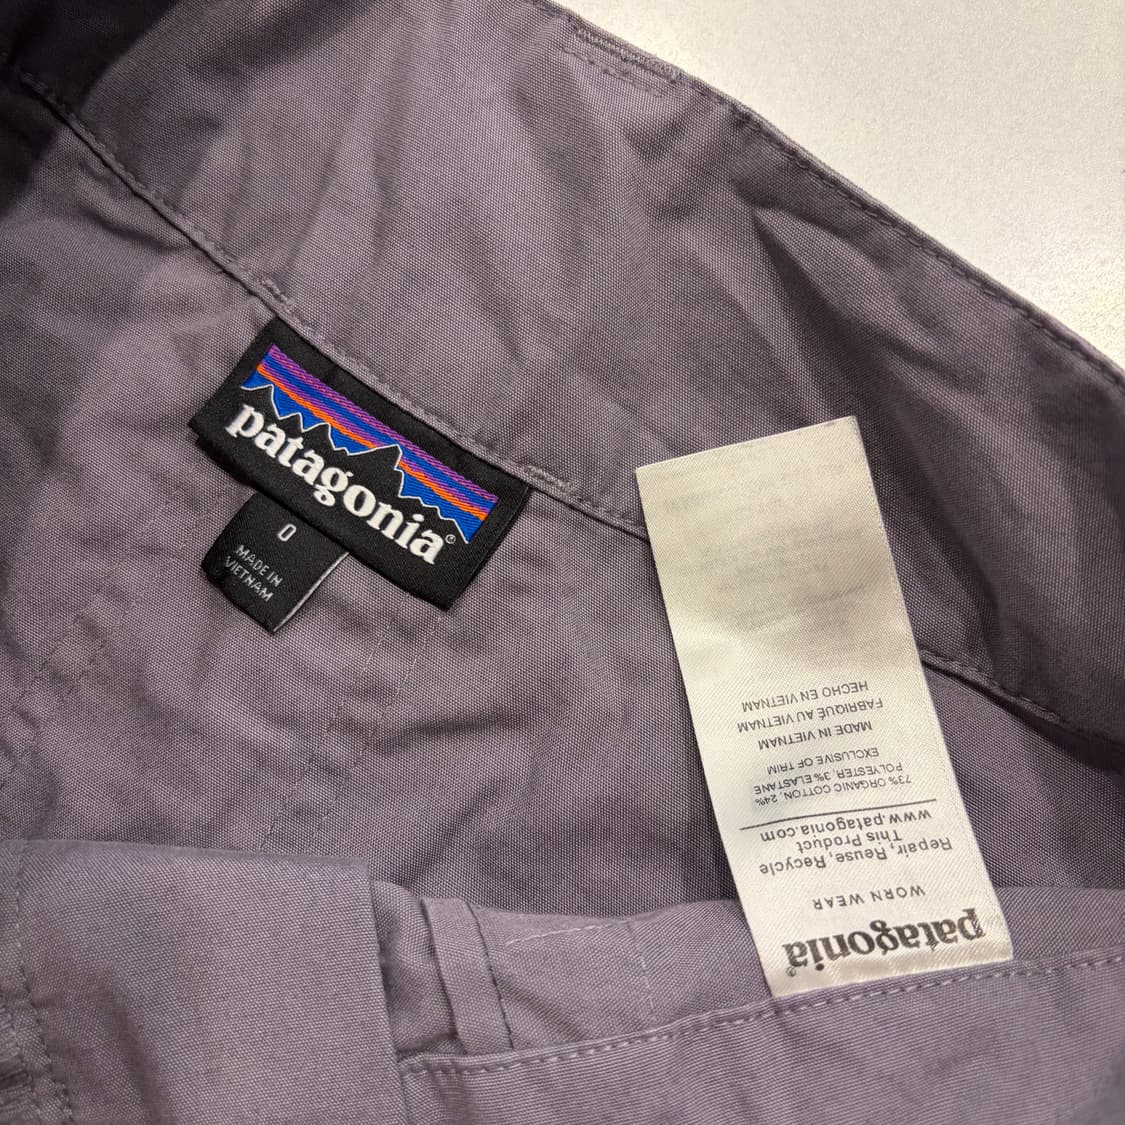 patagonia®
0
MADE IN
VIETNAM
patagonia®
WORN WEAR
Repair, Reuse, Recycle
This Product
www.patagonia.com
73% ORGANIC COTTON, 24%
POLYESTER, 3% ELASTANE
EXCLUSIVE OF TRIM
MADE IN VIETNAM
FABRIQUÉ AU VIETNAM
HECHO EN VIETNAM